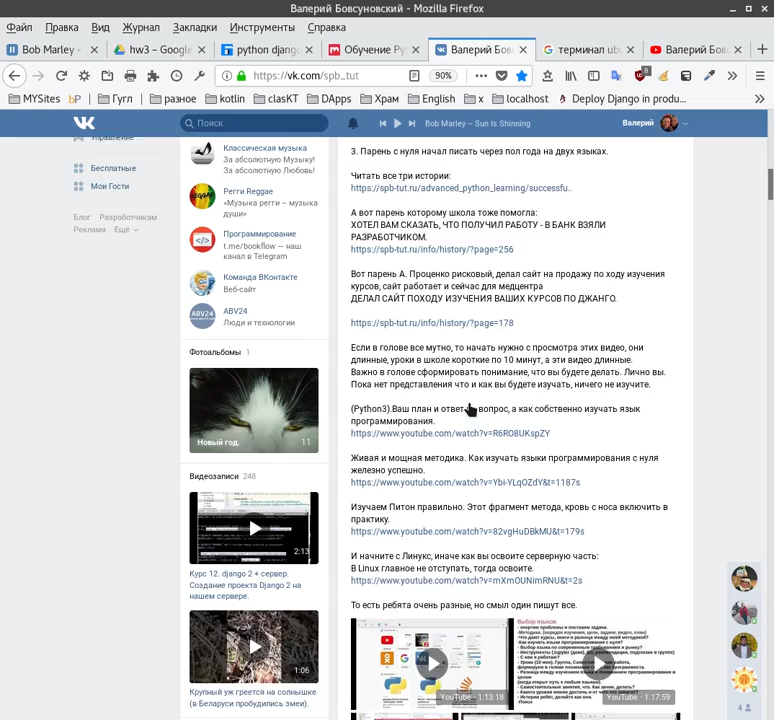 Валерий Бовсуновский - Mozilla Firefox
Файл Правка Вид Журнал Закладки Инструменты Справка
Bob Marley -
hw3 – Google
python djang
Обучение Py
Валерий Бовс
терминал ubu
Валерий Бовс
https://vk.com/spb_tut
90%
8
MYSites
bP
Гугл
разное
kotlin
clasKT
DApps
Храм
English
x
localhost
Deploy Django in produ...
Поиск
Bob Marley – Sun Is Shinning
Валерий
Управление
Бесплатные
Мои Гости
Блог Разработчикам
Реклама Ещё
Классическая музыка
За абсолютную Музыку!
За абсолютную Любовь!
Регги Reggae
«Музыка регги – музыка
души»
Программирование
t.me/bookflow — наш
канал в Telegram
Команда ВКонтакте
Веб-сайт
ABV24
ABV24
Люди и технологии
Фотоальбомы 1
Новый год. 11
Видеозаписи 248
2:13
Курс 12. django 2 + сервер.
Создание проекта Django 2 на
нашем сервере.
1:06
Крупный уж греется на солнышке
(в Беларуси пробудились змеи).
3. Парень с нуля начал писать через пол года на двух языках.
Читать все три истории:
https://spb-tut.ru/advanced_python_learning/successfu..
А вот парень которому школа тоже помогла:
ХОТЕЛ ВАМ СКАЗАТЬ, ЧТО ПОЛУЧИЛ РАБОТУ - В БАНК ВЗЯЛИ
РАЗРАБОТЧИКОМ.
https://spb-tut.ru/info/history/?page=256
Вот парень А. Проценко рисковый, делал сайт на продажу по ходу изучения
курсов, сайт работает и сейчас для медцентра
ДЕЛАЛ САЙТ ПОХОДУ ИЗУЧЕНИЯ ВАШИХ КУРСОВ ПО ДЖАНГО.
https://spb-tut.ru/info/history/?page=178
Если в голове все мутно, то начать нужно с просмотра этих видео, они
длинные, уроки в школе короткие по 10 минут, а эти видео длинные.
Важно в голове сформировать понимание, что вы будете делать. Лично вы.
Пока нет представления что и как вы будете изучать, ничего не изучите.
(Python3).Ваш план и ответ вопрос, а как собственно изучать язык
программирования.
https://www.youtube.com/watch?v=R6RO8UKspZY
Живая и мощная методика. Как изучать языки программирования с нуля
железно успешно.
https://www.youtube.com/watch?v=Ybi-YLqOZdY&t=1187s
Изучаем Питон правильно. Этот фрагмент метода, кровь с носа включить в
практику.
https://www.youtube.com/watch?v=82vgHuDBkMU&t=179s
И начните с Линукс, иначе как вы освоите серверную часть:
В Linux главное не отступать, тогда освоите.
https://www.youtube.com/watch?v=mXmOUNimRNU&t=2s
То есть ребята очень разные, но смысл один пишут все.
YouTube · 1:13:18
Выбор языков:
YouTube · 1:17:59
4